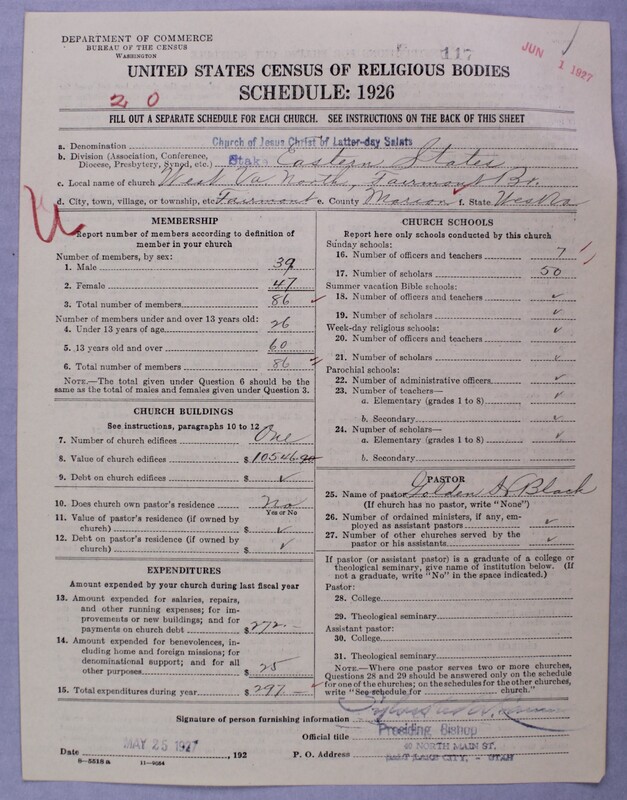 DEPARTMENT OF COMMERCE
BUREAU OF THE CENSUS
WASHINGTON
117
JUN 1 1927
UNITED STATES CENSUS OF RELIGIOUS BODIES
SCHEDULE: 1926
2 0
FILL OUT A SEPARATE SCHEDULE FOR EACH CHURCH. SEE INSTRUCTIONS ON THE BACK OF THIS SHEET
a. Denomination Church of Jesus Christ of Latter-day Saints
b. Division (Association, Conference, Diocese, Presbytery, Synod, etc.) Stake Eastern States
c. Local name of church West Va North, Fairmont Br.
d. City, town, village, or township, etc. Fairmont e. County Marion f. State West Va
MEMBERSHIP
Report number of members according to definition of member in your church
Number of members, by sex:
1. Male 39
2. Female 47
3. Total number of members 86
Number of members under and over 13 years old:
4. Under 13 years of age 26
5. 13 years old and over 60
6. Total number of members 86
NOTE.—The total given under Question 6 should be the same as the total of males and females given under Question 3.
CHURCH BUILDINGS
See instructions, paragraphs 10 to 12
7. Number of church edifices One
8. Value of church edifices $ 10546.90
9. Debt on church edifices $ ✓
10. Does church own pastor's residence No
Yes or No
11. Value of pastor's residence (if owned by church) $ ✓
12. Debt on pastor's residence (if owned by church) $ ✓
EXPENDITURES
Amount expended by your church during last fiscal year
13. Amount expended for salaries, repairs, and other running expenses; for improvements or new buildings; and for payments on church debt $ 272.—
14. Amount expended for benevolences, including home and foreign missions; for denominational support; and for all other purposes $ 25
15. Total expenditures during year $ 297.—
CHURCH SCHOOLS
Report here only schools conducted by this church
Sunday schools:
16. Number of officers and teachers 7
17. Number of scholars 50
Summer vacation Bible schools:
18. Number of officers and teachers ✓
19. Number of scholars ✓
Week-day religious schools:
20. Number of officers and teachers ✓
21. Number of scholars ✓
Parochial schools:
22. Number of administrative officers ✓
23. Number of teachers—
a. Elementary (grades 1 to 8) ✓
b. Secondary ✓
24. Number of scholars—
a. Elementary (grades 1 to 8) ✓
b. Secondary ✓
PASTOR
25. Name of pastor Golden A Black
(If church has no pastor, write "None")
26. Number of ordained ministers, if any, employed as assistant pastors ✓
27. Number of other churches served by the pastor or his assistants ✓
If pastor (or assistant pastor) is a graduate of a college or theological seminary, give name of institution below. (If not a graduate, write "No" in the space indicated.)
Pastor:
28. College
29. Theological seminary
Assistant pastor:
30. College
31. Theological seminary
NOTE.—Where one pastor serves two or more churches, Questions 28 and 29 should be answered only on the schedule for one of the churches; on the schedules for the other churches, write "See schedule for church."
Signature of person furnishing information
Official title Presiding Bishop
Date MAY 25 1927, 192
P. O. Address 40 NORTH MAIN ST.
SALT LAKE CITY, - UTAH
8—5518a 11—9064